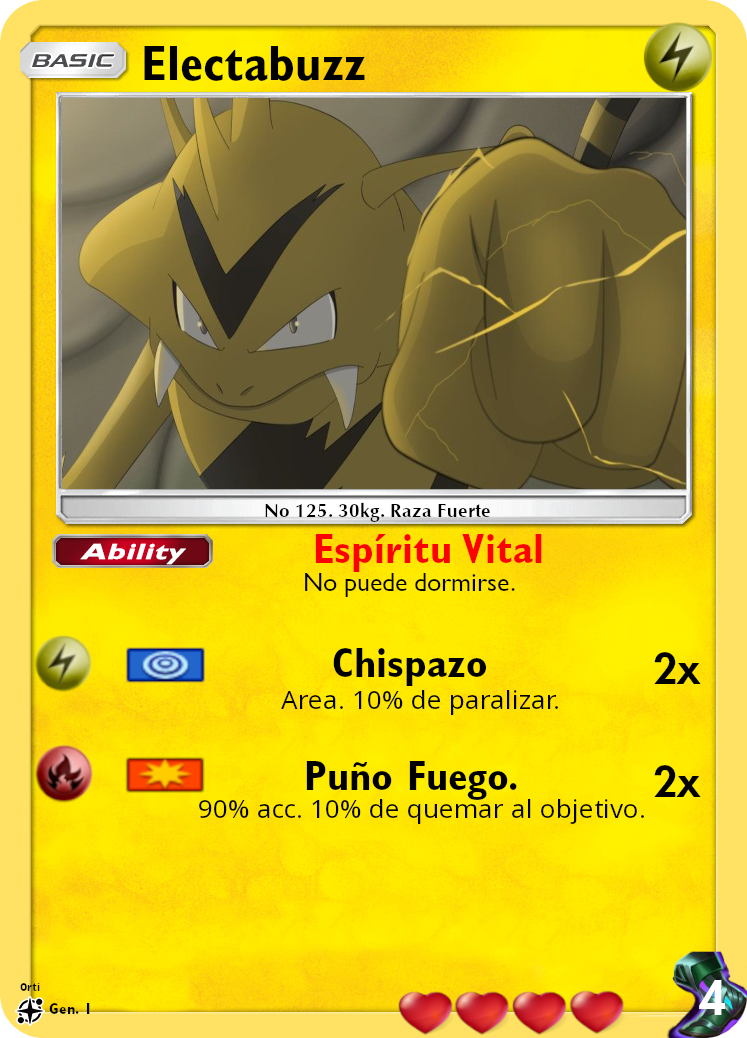 BASIC
Electabuzz
No 125. 30kg. Raza Fuerte
Ability
Espíritu Vital
No puede dormirse.
Chispazo
2x
Area. 10% de paralizar.
Puño Fuego.
2x
90% acc. 10% de quemar al objetivo.
Orti
Gen. I
4